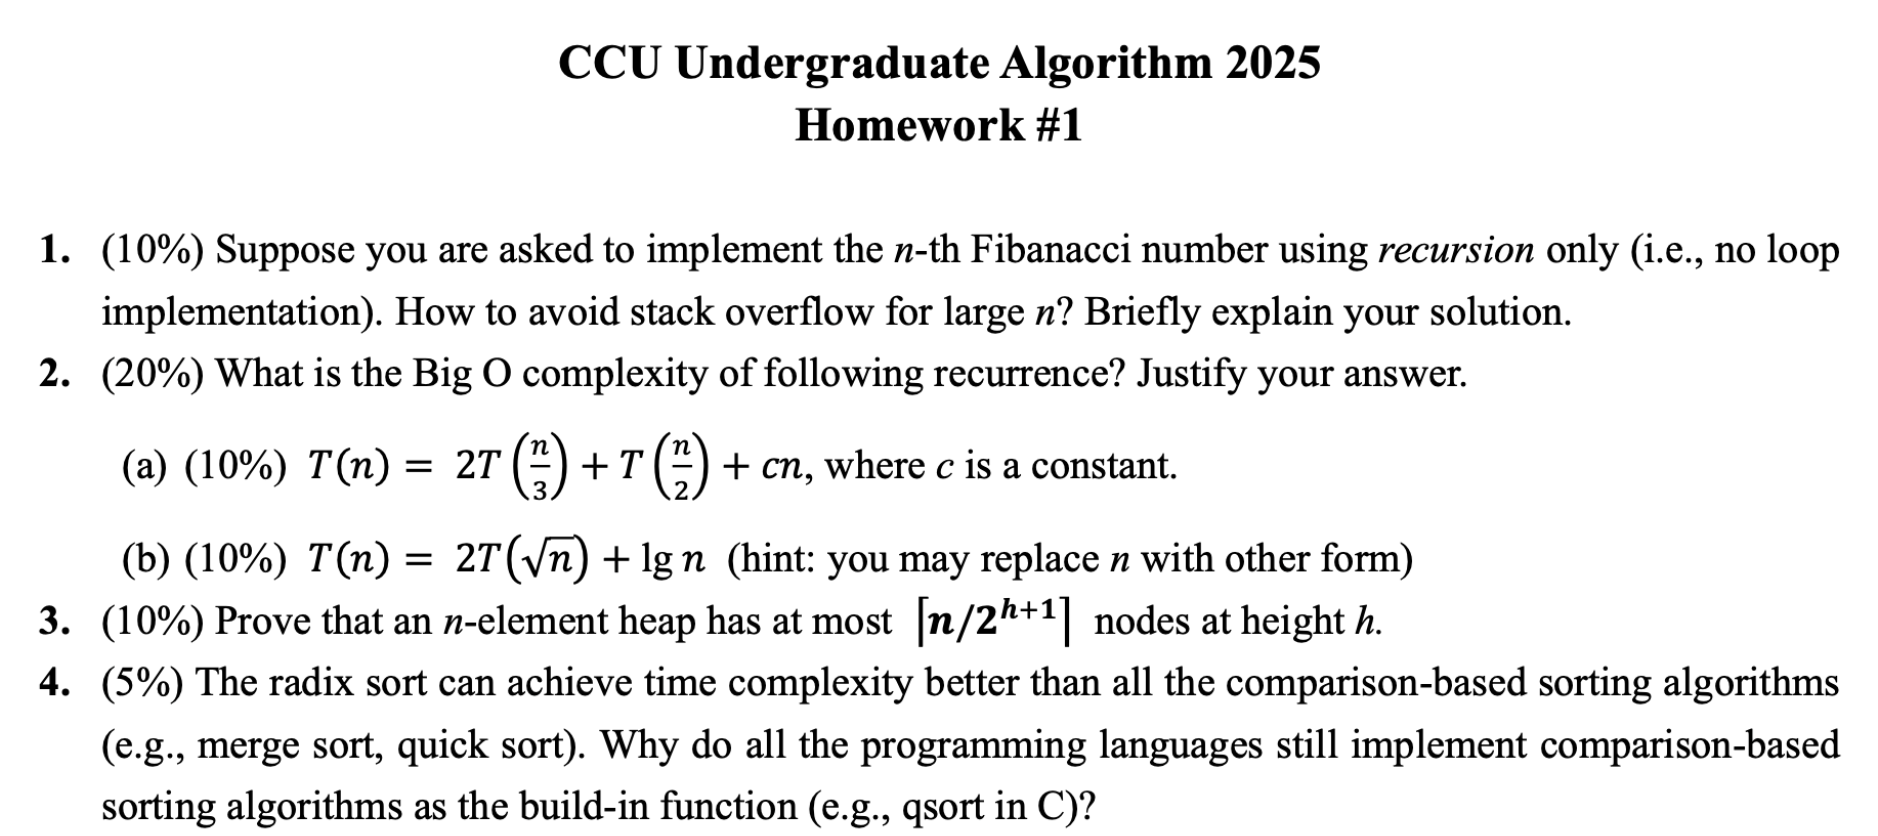 CCU Undergraduate Algorithm 2025
Homework #1
1. (10%) Suppose you are asked to implement the n-th Fibanacci number using recursion only (i.e., no loop
implementation). How to avoid stack overflow for large n? Briefly explain your solution.
2. (20%) What is the Big O complexity of following recurrence? Justify your answer.
(a) (10%) T(n) = 2T(n/3) + T(n/2) + cn, where c is a constant.
(b) (10%) T(n) = 2T(√n) + lg n (hint: you may replace n with other form)
3. (10%) Prove that an n-element heap has at most ⌈n/2^{h+1}⌉ nodes at height h.
4. (5%) The radix sort can achieve time complexity better than all the comparison-based sorting algorithms
(e.g., merge sort, quick sort). Why do all the programming languages still implement comparison-based
sorting algorithms as the build-in function (e.g., qsort in C)?